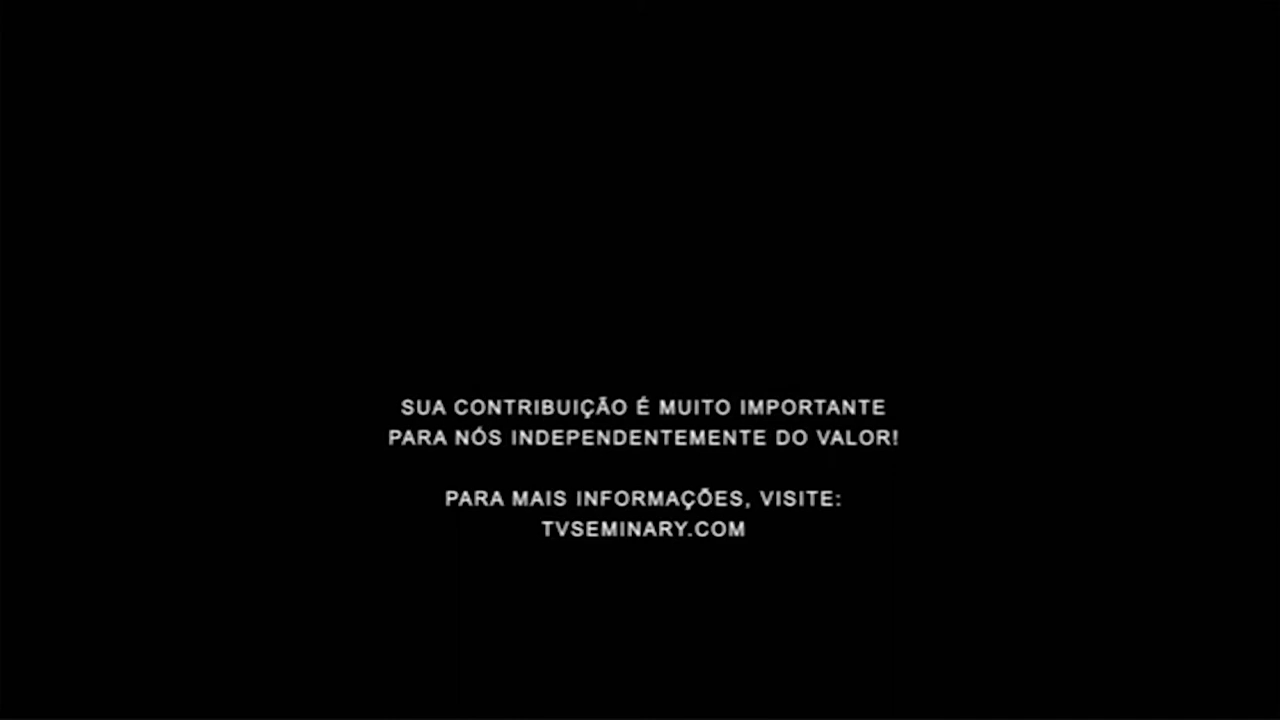 SUA CONTRIBUIÇÃO É MUITO IMPORTANTE
PARA NÓS INDEPENDENTEMENTE DO VALOR!
PARA MAIS INFORMAÇÕES, VISITE:
TVSEMINARY.COM